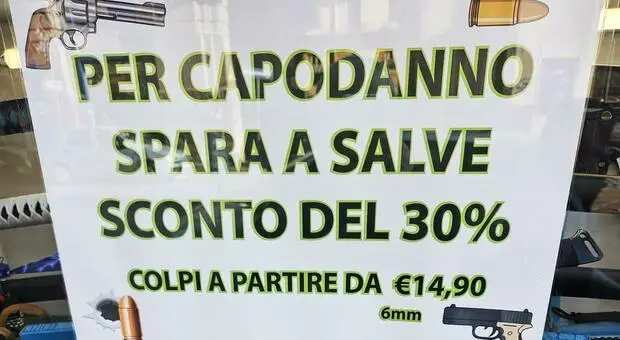 PER CAPODANNO
SPARA A SALVE
SCONTO DEL 30%
COLPI A PARTIRE DA €14,90
6mm